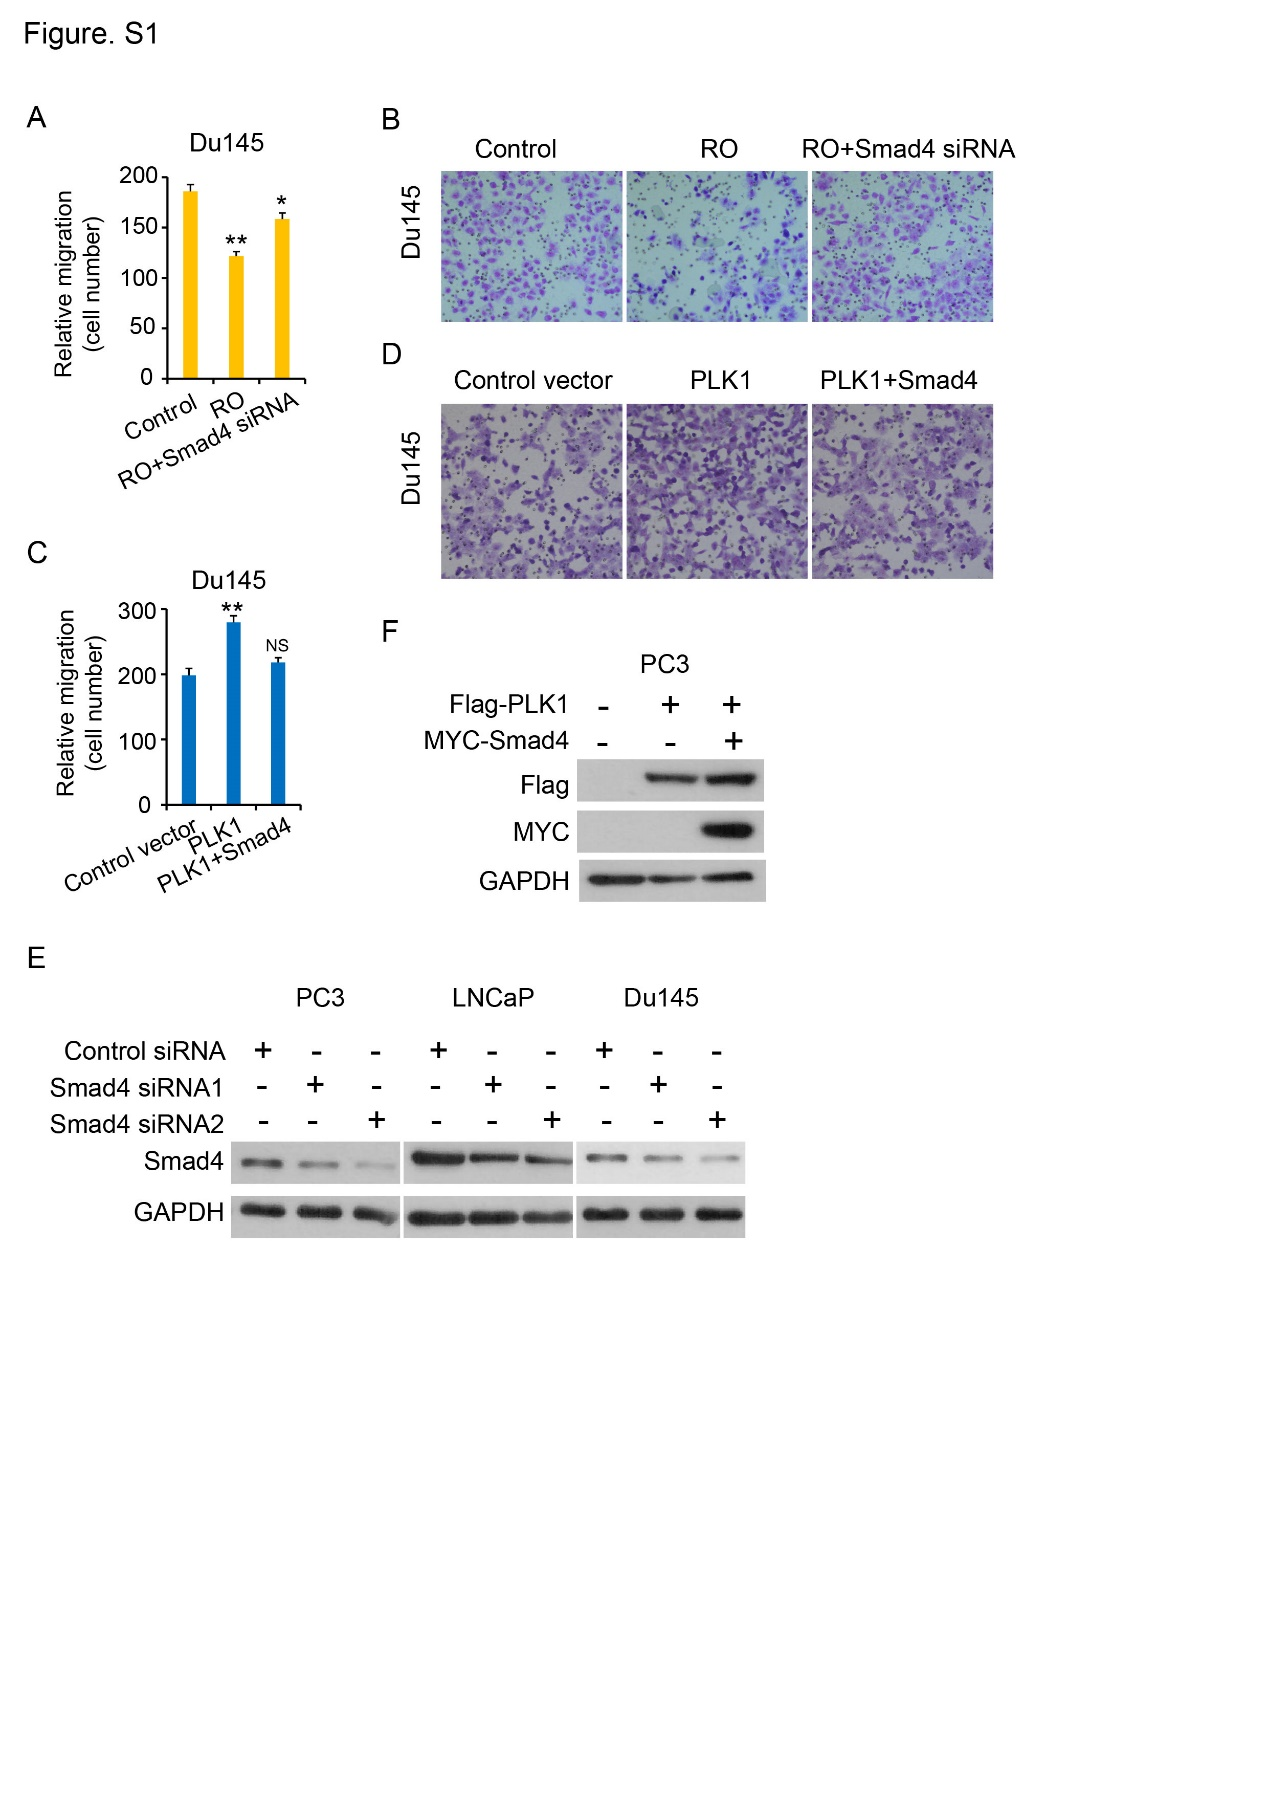 Figure. S1
A
Du145
Relative migration
(cell number)
200
150
100
50
0
**
*
Control
RO
RO+Smad4 siRNA
B
Control RO RO+Smad4 siRNA
Du145
D
Control vector PLK1 PLK1+Smad4
Du145
C
Du145
Relative migration
(cell number)
300
200
100
0
**
NS
Control vector
PLK1
PLK1+Smad4
F
PC3
Flag-PLK1 - + +
MYC-Smad4 - - +
Flag
MYC
GAPDH
E
PC3 LNCaP Du145
Control siRNA + - - + - - + - -
Smad4 siRNA1 - + - - + - - + -
Smad4 siRNA2 - - + - - + - - +
Smad4
GAPDH